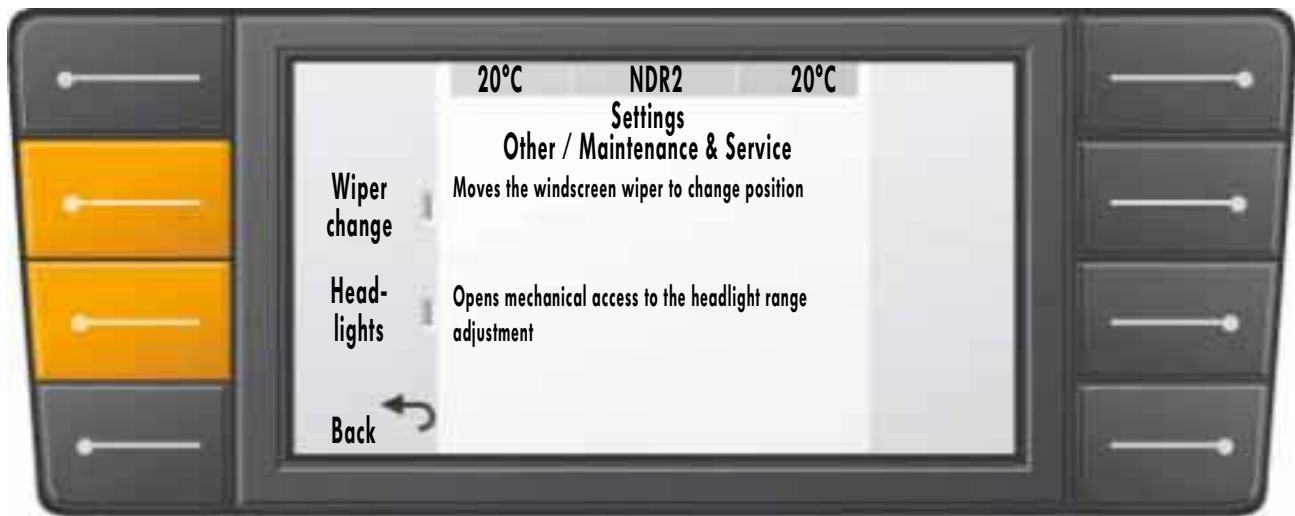 20°C NDR2 20°C
Settings
Other / Maintenance & Service
Wiper
change
Moves the windscreen wiper to change position
Head-
lights
Opens mechanical access to the headlight range
adjustment
Back